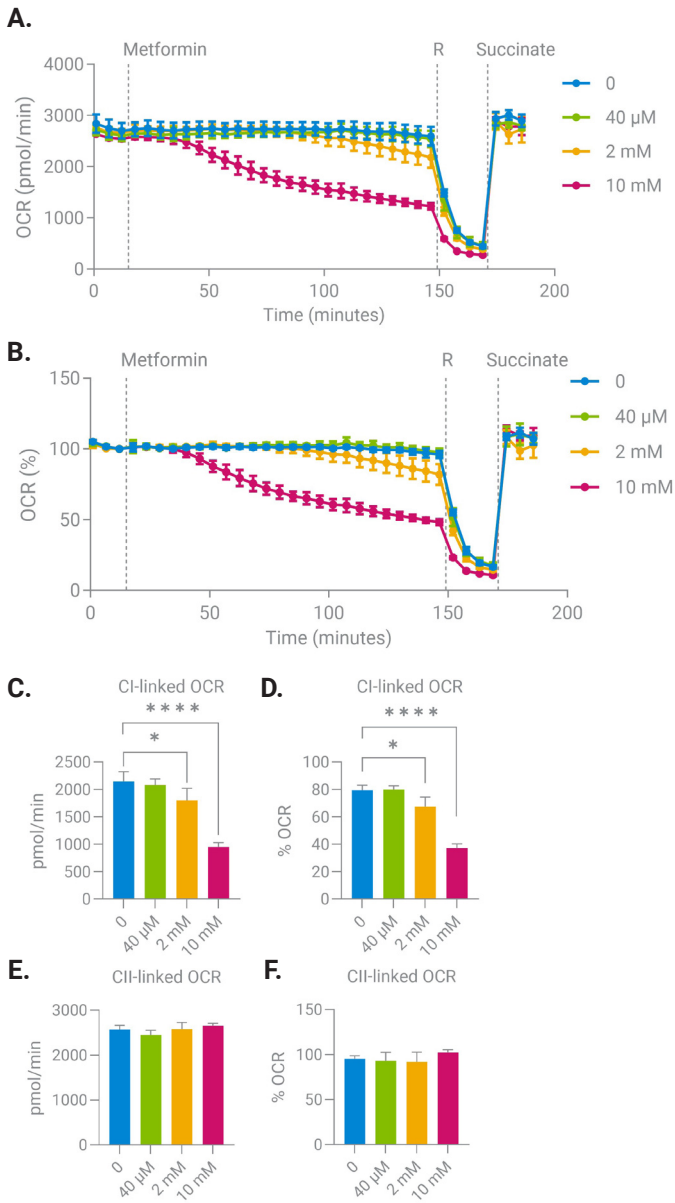 A.
Metformin R Succinate
4000
3000
2000
1000
0
OCR (pmol/min)
0 50 100 150 200
Time (minutes)
0
40 µM
2 mM
10 mM
B.
Metformin R Succinate
150
100
50
0
OCR (%)
0 50 100 150 200
Time (minutes)
0
40 µM
2 mM
10 mM
C.
CI-linked OCR
****
*
2500
2000
1500
1000
500
0
pmol/min
0 40 µM 2 mM 10 mM
D.
CI-linked OCR
****
*
80
60
40
20
0
% OCR
0 40 µM 2 mM 10 mM
E.
CII-linked OCR
3000
2000
1000
0
pmol/min
0 40 µM 2 mM 10 mM
F.
CII-linked OCR
150
100
50
0
% OCR
0 40 µM 2 mM 10 mM